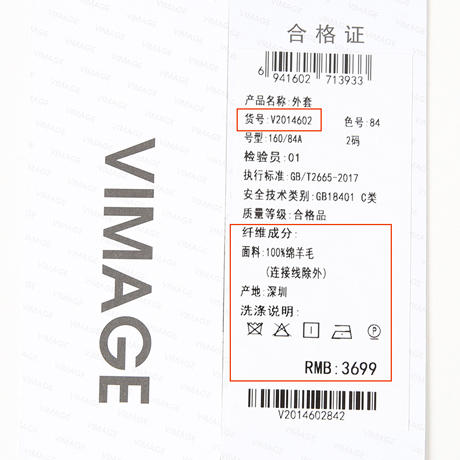 VIMAGE
合格证
6 941602 713933
产品名称:外套
货号:V2014602 色号:84
号型:160/84A 2码
检验员:01
执行标准:GB/T2665-2017
安全技术类别:GB18401 C类
质量等级:合格品
纤维成分:
面料:100%绵羊毛
(连接线除外)
产地:深圳
洗涤说明:
P
RMB:3699
V2014602842